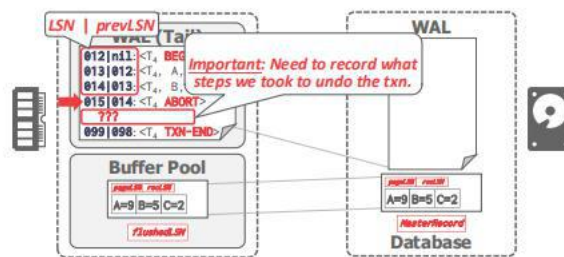 LSN | prevLSN
WAL (Tail)
WAL
012|nil:<T₄ BEG
013|012:<T₄ A,
014|013:<T₄ B,
015|014:<T₄ ABORT>
???
099|098:<T₄ TXN-END>
Important: Need to record what
steps we took to undo the txn.
Buffer Pool
pageLSN recLSN
A=9 B=5 C=2
flushedLSN
pageLSN recLSN
A=9 B=5 C=2
MasterRecord
Database